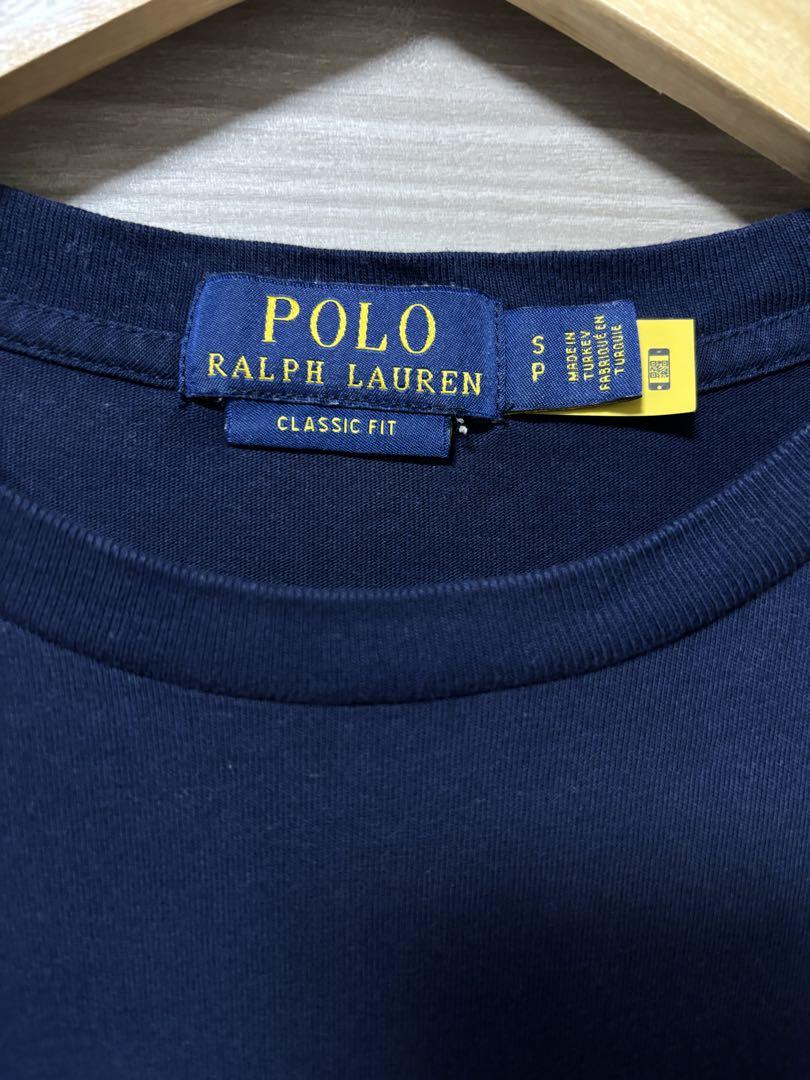 POLO
RALPH LAUREN
CLASSIC FIT
S
P
MADE IN
TURKEY
FABRIQUÉ EN
TURQUIE